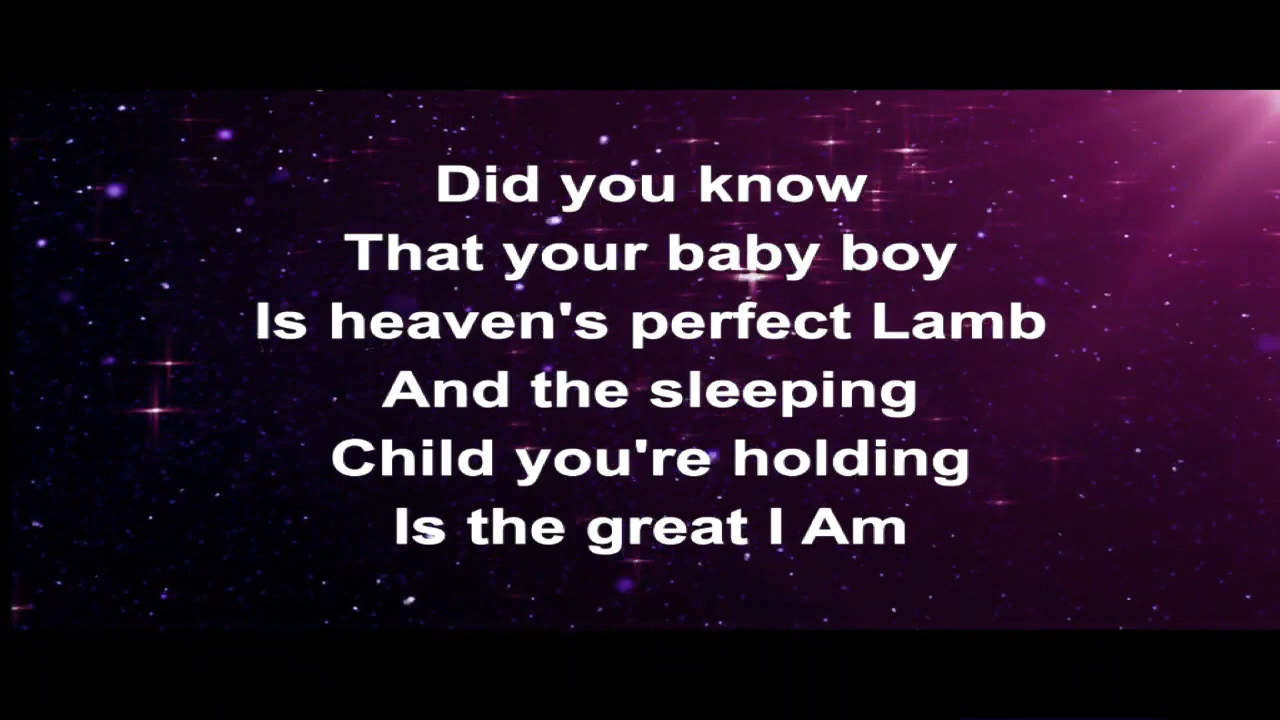 Did you know
That your baby boy
Is heaven's perfect Lamb
And the sleeping
Child you're holding
Is the great I Am